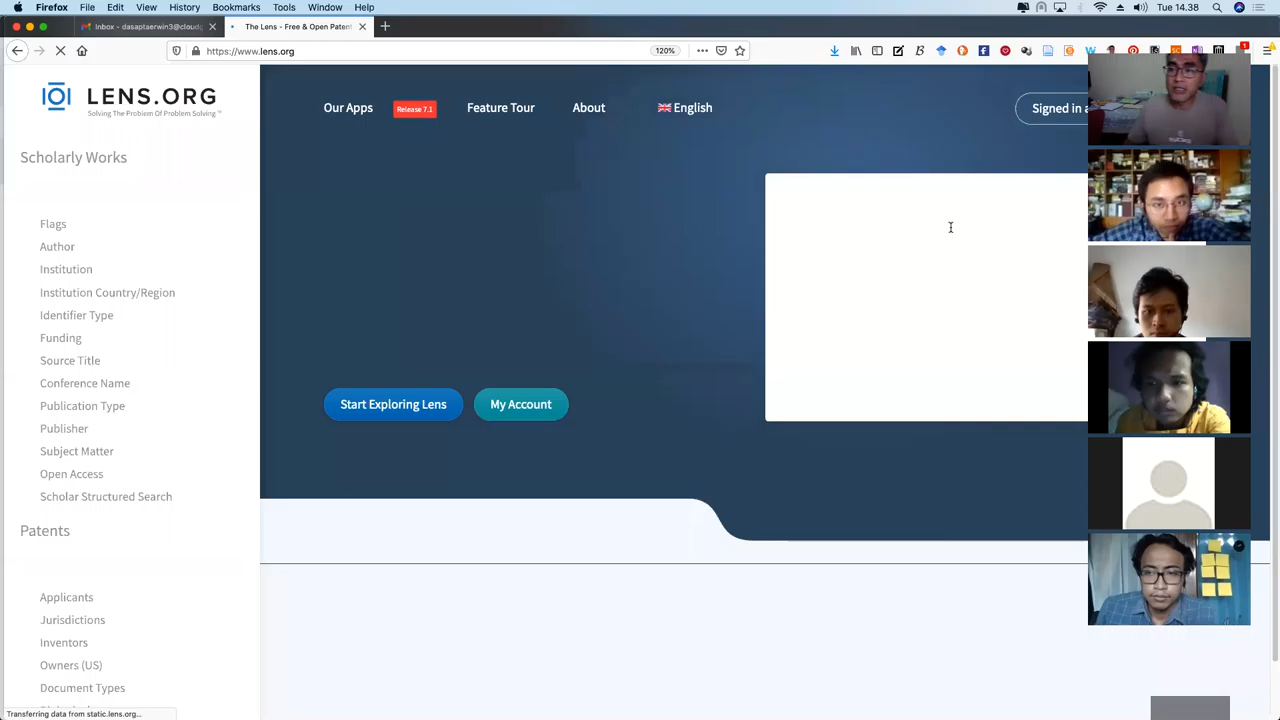 Firefox File Edit View History Bookmarks Tools Window Help
Tue 14.38
Inbox - dasaptaerwin3@cloud
The Lens - Free & Open Patent
https://www.lens.org
120%
LENS.ORG
Solving The Problem Of Problem Solving™
Our Apps
Release 7.1
Feature Tour
About
English
Signed in a
Scholarly Works
Flags
Author
Institution
Institution Country/Region
Identifier Type
Funding
Source Title
Conference Name
Publication Type
Publisher
Subject Matter
Open Access
Scholar Structured Search
Start Exploring Lens
My Account
Patents
Applicants
Jurisdictions
Inventors
Owners (US)
Document Types
Transferring data from static.lens.org...